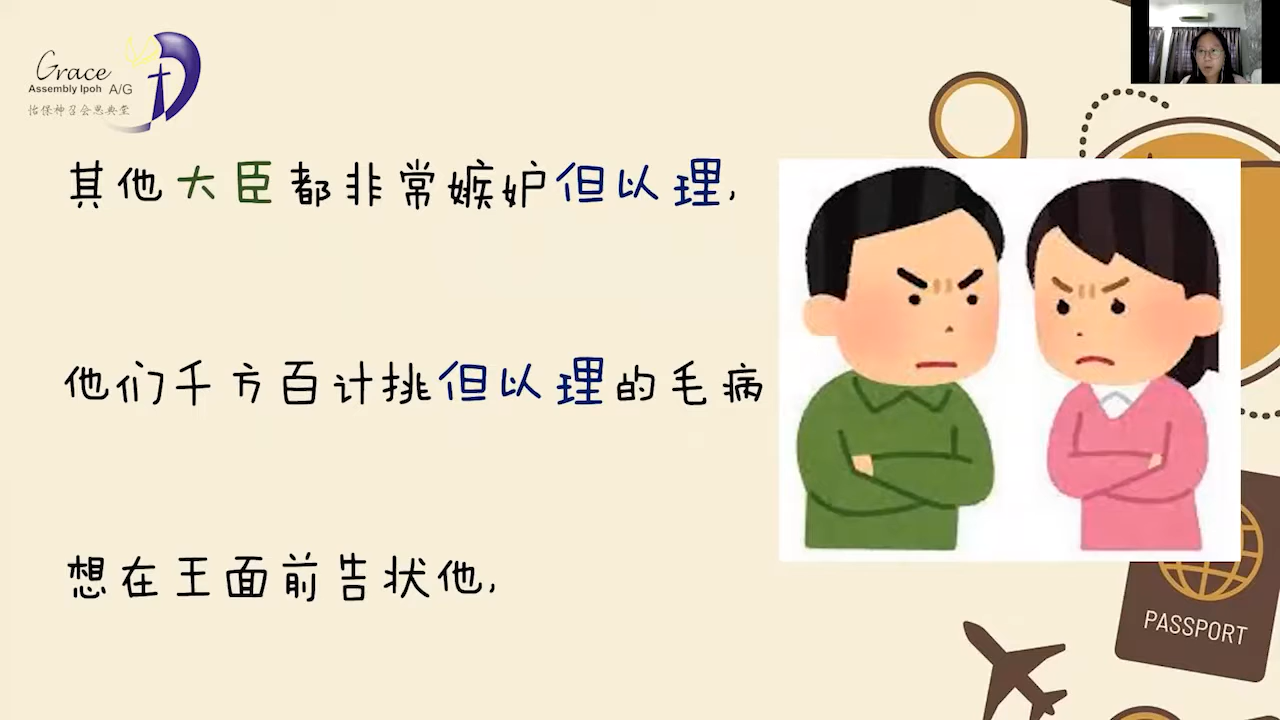 Grace
Assembly Ipoh A/G
怡保神召会恩典堂
其他大臣都非常嫉妒但以理,
他们千方百计挑但以理的毛病
想在王面前告状他,
PASSPORT